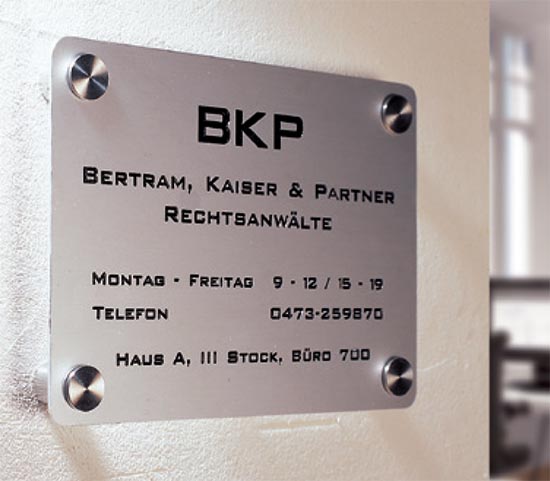 BKP
BERTRAM, KAISER & PARTNER
RECHTSANWÄLTE
MONTAG - FREITAG 9 - 12 / 15 - 19
TELEFON 0473-259870
HAUS A, III STOCK, BÜRO 700